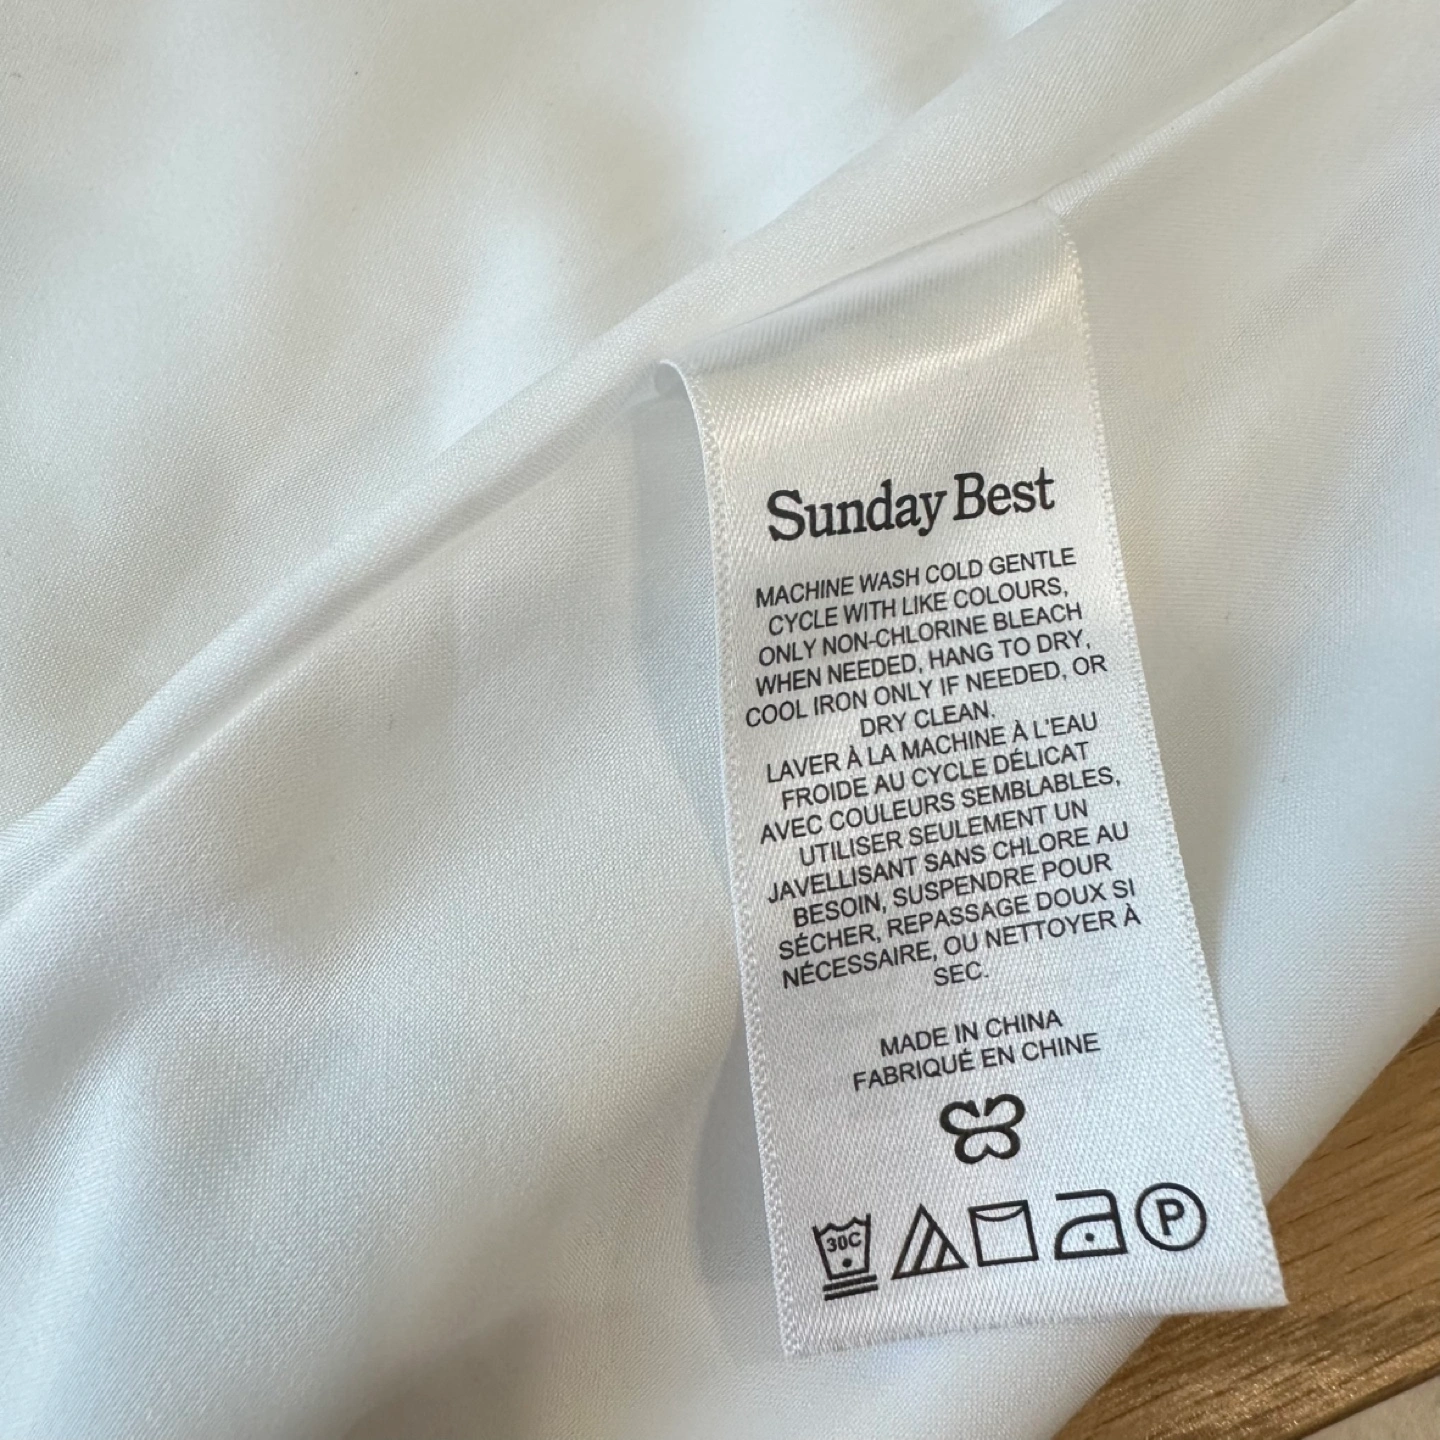 Sunday Best
MACHINE WASH COLD GENTLE
CYCLE WITH LIKE COLOURS,
ONLY NON-CHLORINE BLEACH
WHEN NEEDED, HANG TO DRY,
COOL IRON ONLY IF NEEDED, OR
DRY CLEAN.
LAVER À LA MACHINE À L'EAU
FROIDE AU CYCLE DÉLICAT
AVEC COULEURS SEMBLABLES,
UTILISER SEULEMENT UN
JAVELLISANT SANS CHLORE AU
BESOIN, SUSPENDRE POUR
SÉCHER, REPASSAGE DOUX SI
NÉCESSAIRE, OU NETTOYER À
SEC.
MADE IN CHINA
FABRIQUÉ EN CHINE
30C P